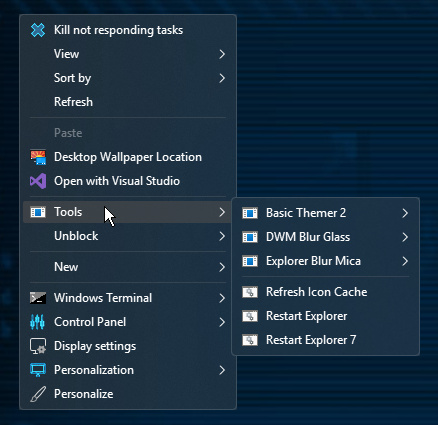 Kill not responding tasks
View
Sort by
Refresh
Paste
Desktop Wallpaper Location
Open with Visual Studio
Tools
Unblock
New
Windows Terminal
Control Panel
Display settings
Personalization
Personalize
Basic Themer 2
DWM Blur Glass
Explorer Blur Mica
Refresh Icon Cache
Restart Explorer
Restart Explorer 7